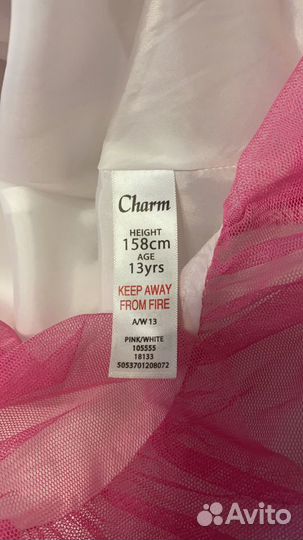 Charm
HEIGHT
158cm
AGE
13yrs
KEEP AWAY
FROM FIRE
A/W 13
PINK/WHITE
105555
18133
5053701208072
Avito